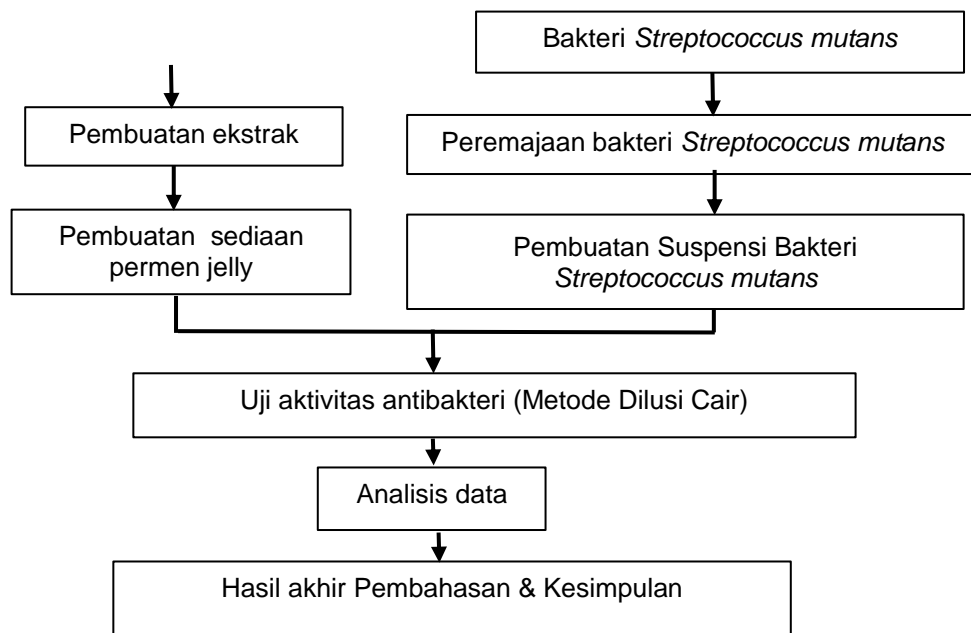 Bakteri Streptococcus mutans
Pembuatan ekstrak
Peremajaan bakteri Streptococcus mutans
Pembuatan sediaan
permen jelly
Pembuatan Suspensi Bakteri
Streptococcus mutans
Uji aktivitas antibakteri (Metode Dilusi Cair)
Analisis data
Hasil akhir Pembahasan & Kesimpulan